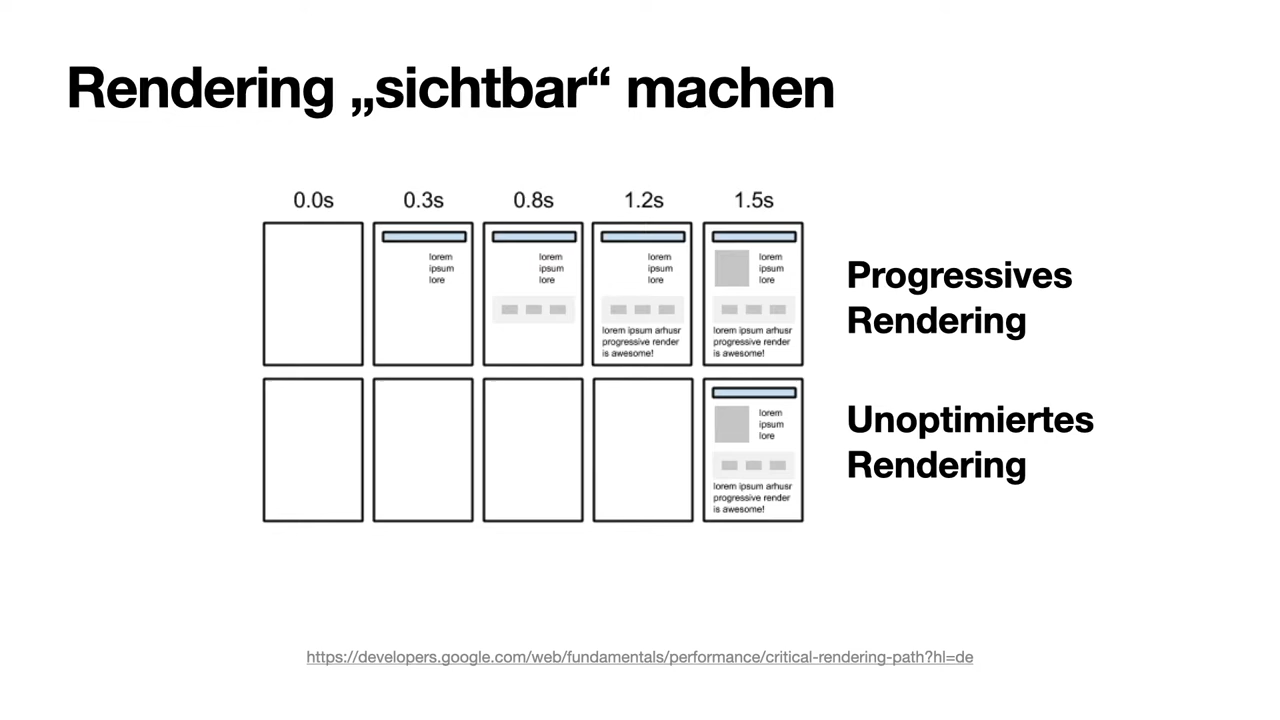 Rendering „sichtbar“ machen
0.0s 0.3s 0.8s 1.2s 1.5s
lorem
ipsum
lore
lorem
ipsum
lore
lorem
ipsum
lore
lorem ipsum arhusr
progressive render
is awesome!
lorem
ipsum
lore
lorem ipsum arhusr
progressive render
is awesome!
Progressives
Rendering
lorem
ipsum
lore
lorem ipsum arhusr
progressive render
is awesome!
Unoptimiertes
Rendering
https://developers.google.com/web/fundamentals/performance/critical-rendering-path?hl=de